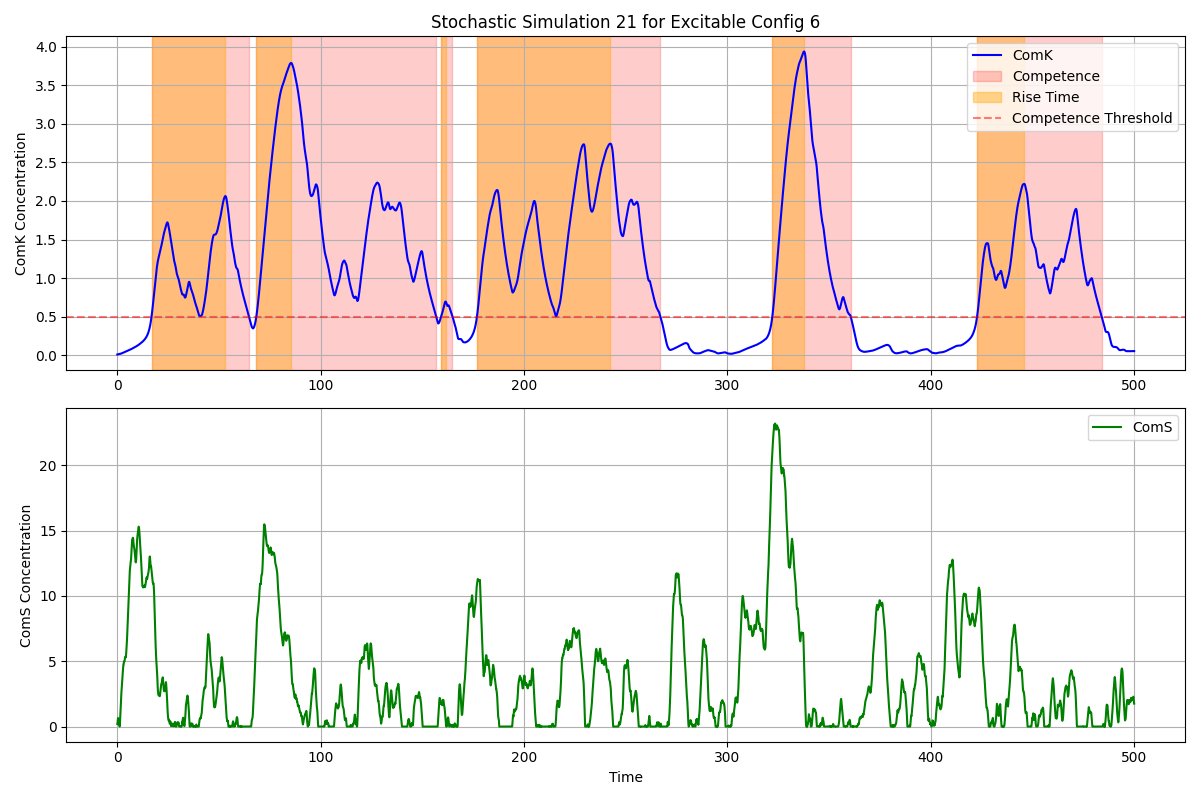 Stochastic Simulation 21 for Excitable Config 6
ComK Concentration
4.0
3.5
3.0
2.5
2.0
1.5
1.0
0.5
0.0
ComK
Competence
Rise Time
Competence Threshold
0 100 200 300 400 500
ComS Concentration
20
15
10
5
0
ComS
0 100 200 300 400 500
Time